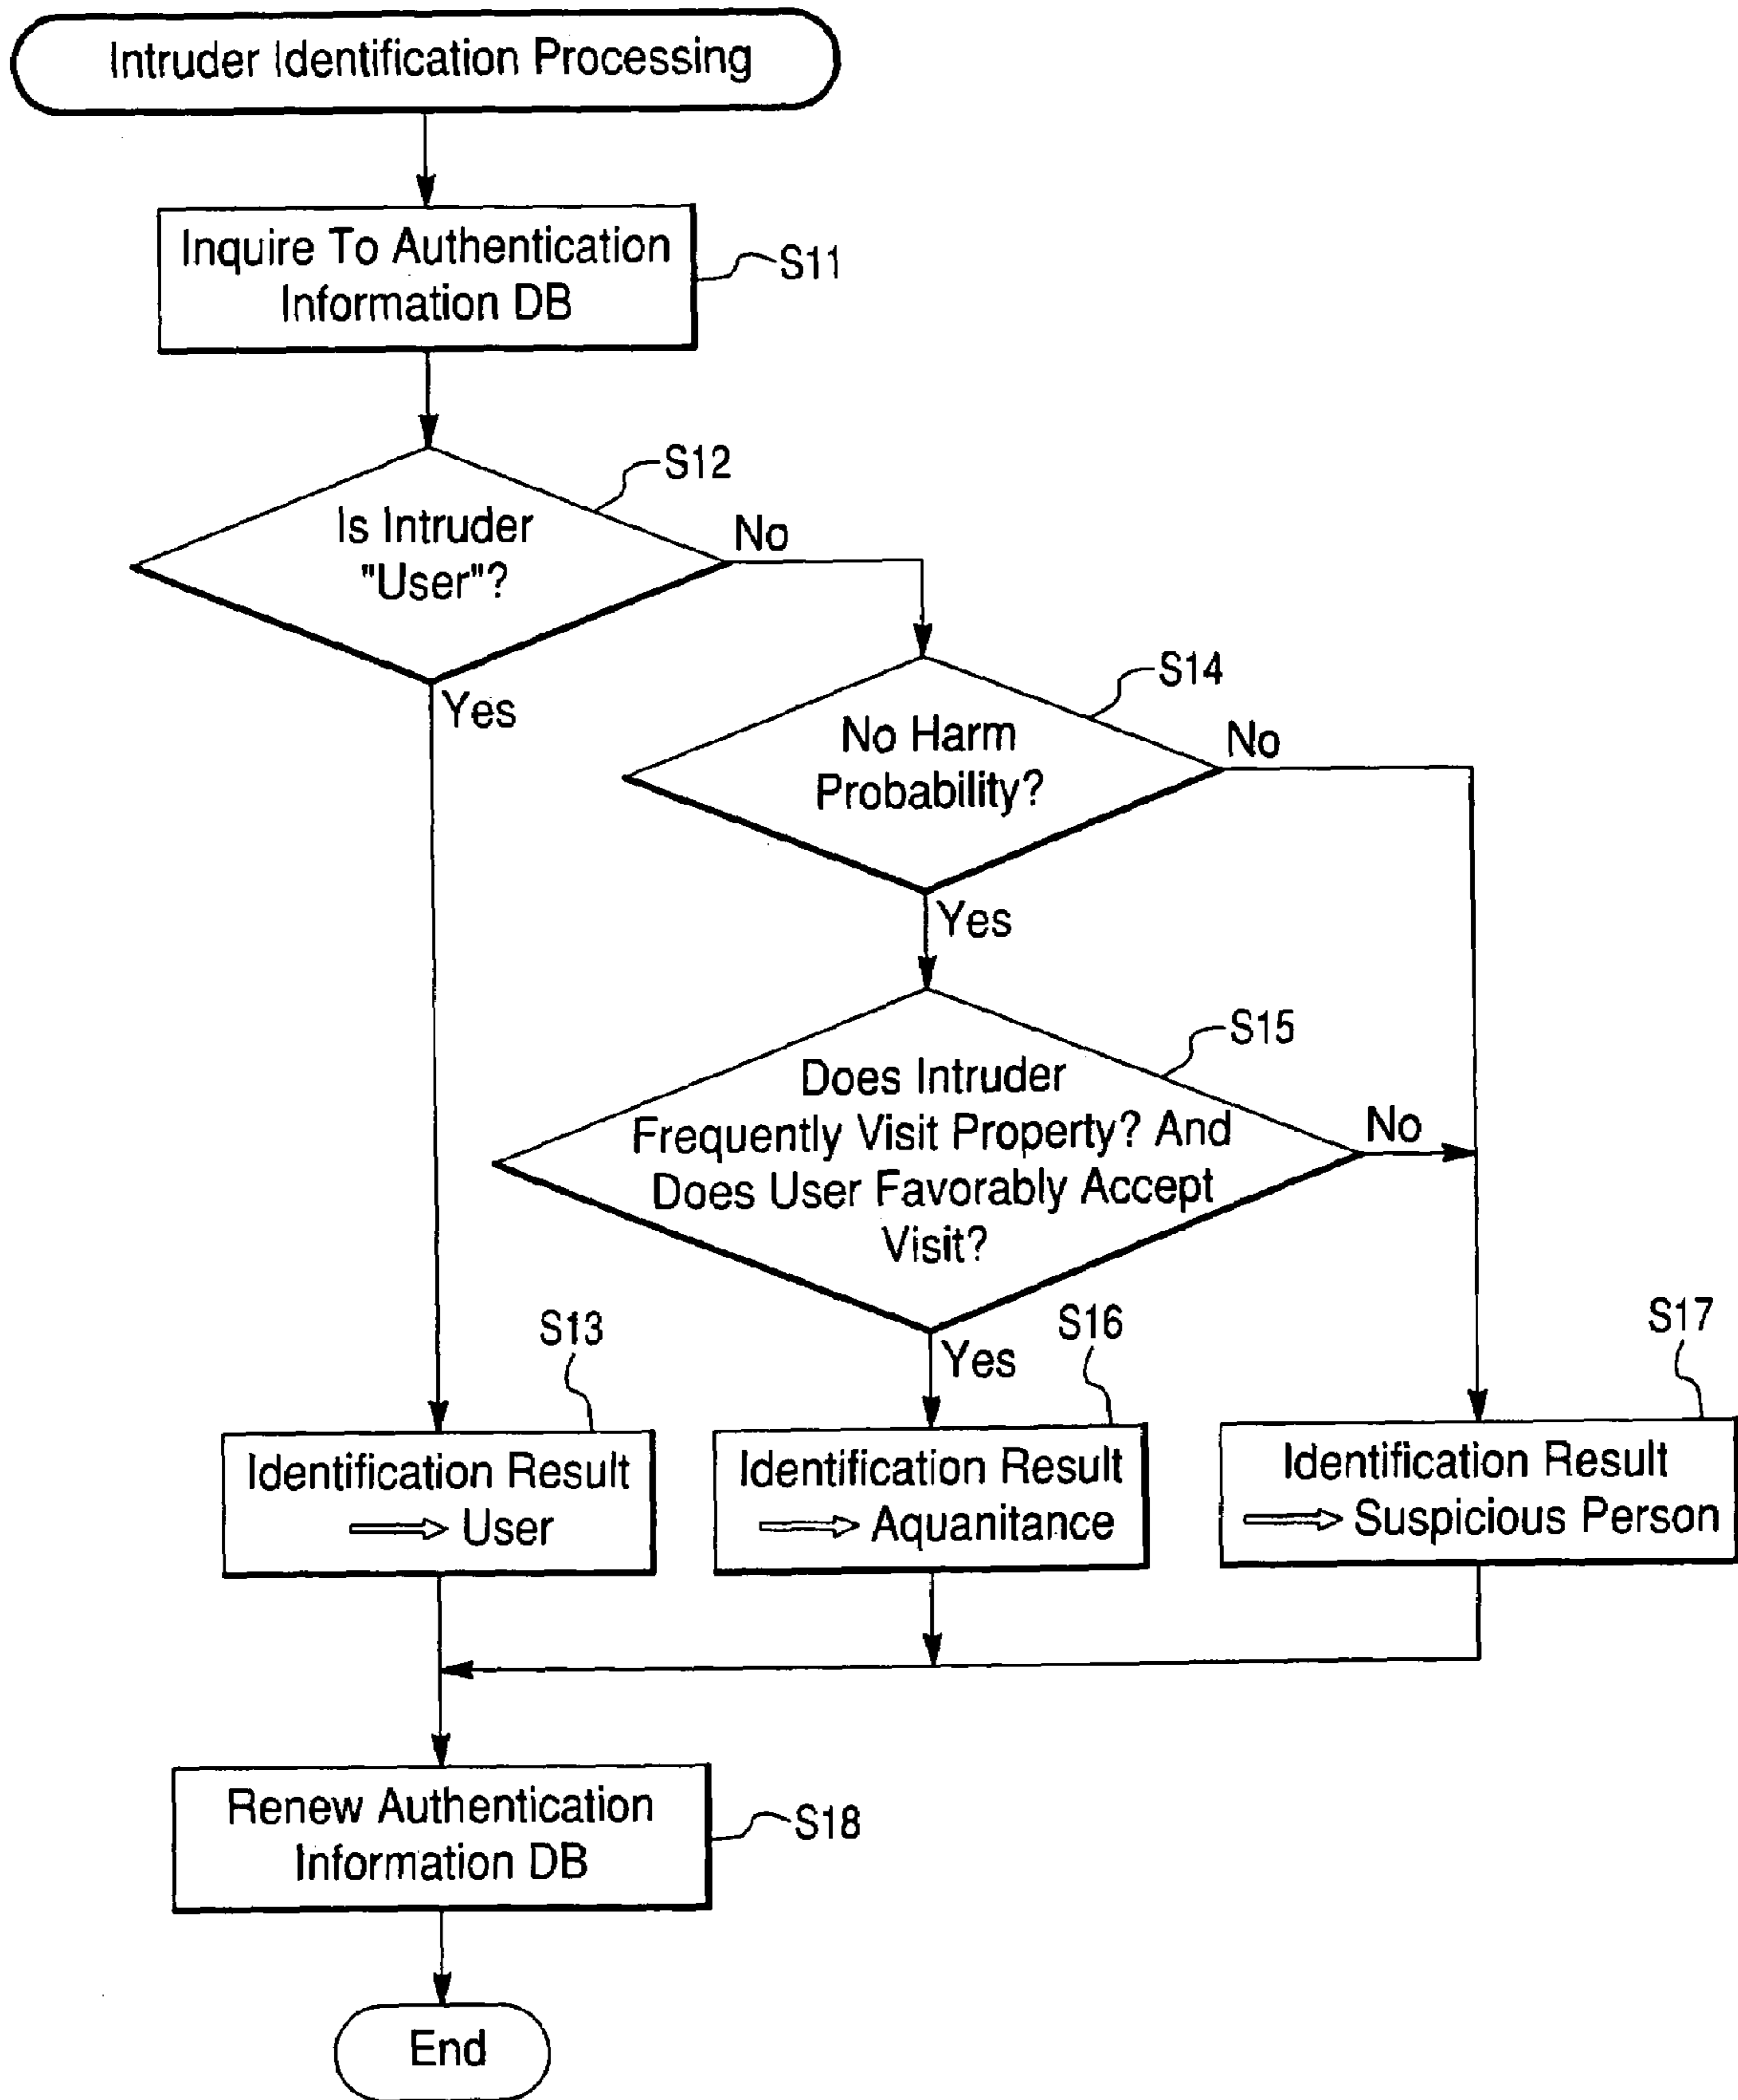 Intruder Identification Processing
Inquire To Authentication
Information DB
S11
S12
Is Intruder
"User"?
No
Yes
S14
No Harm
Probability?
No
Yes
S15
Does Intruder
Frequently Visit Property? And
Does User Favorably Accept
Visit?
No
Yes
S13
Identification Result
⇒ User
S16
Identification Result
⇒ Aquanitance
S17
Identification Result
⇒ Suspicious Person
Renew Authentication
Information DB
S18
End